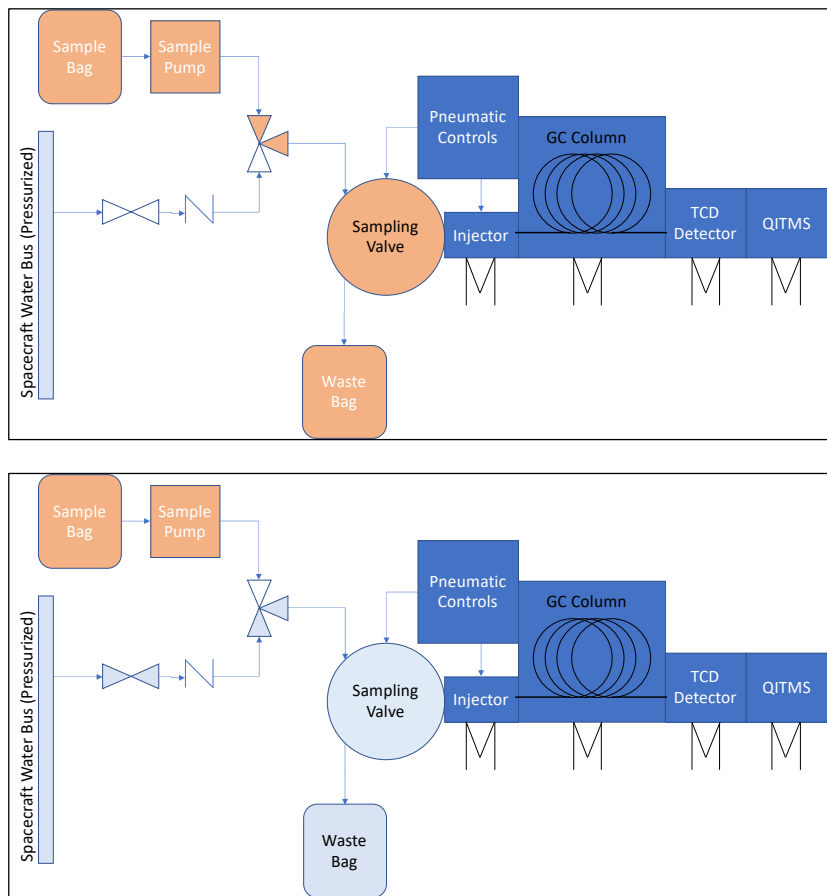 Sample
Bag
Sample
Pump
Pneumatic
Controls
GC Column
Spacecraft Water Bus (Pressurized)
Sampling
Valve
Injector
TCD
Detector
QITMS
Waste
Bag
Sample
Bag
Sample
Pump
Pneumatic
Controls
GC Column
Spacecraft Water Bus (Pressurized)
Sampling
Valve
Injector
TCD
Detector
QITMS
Waste
Bag